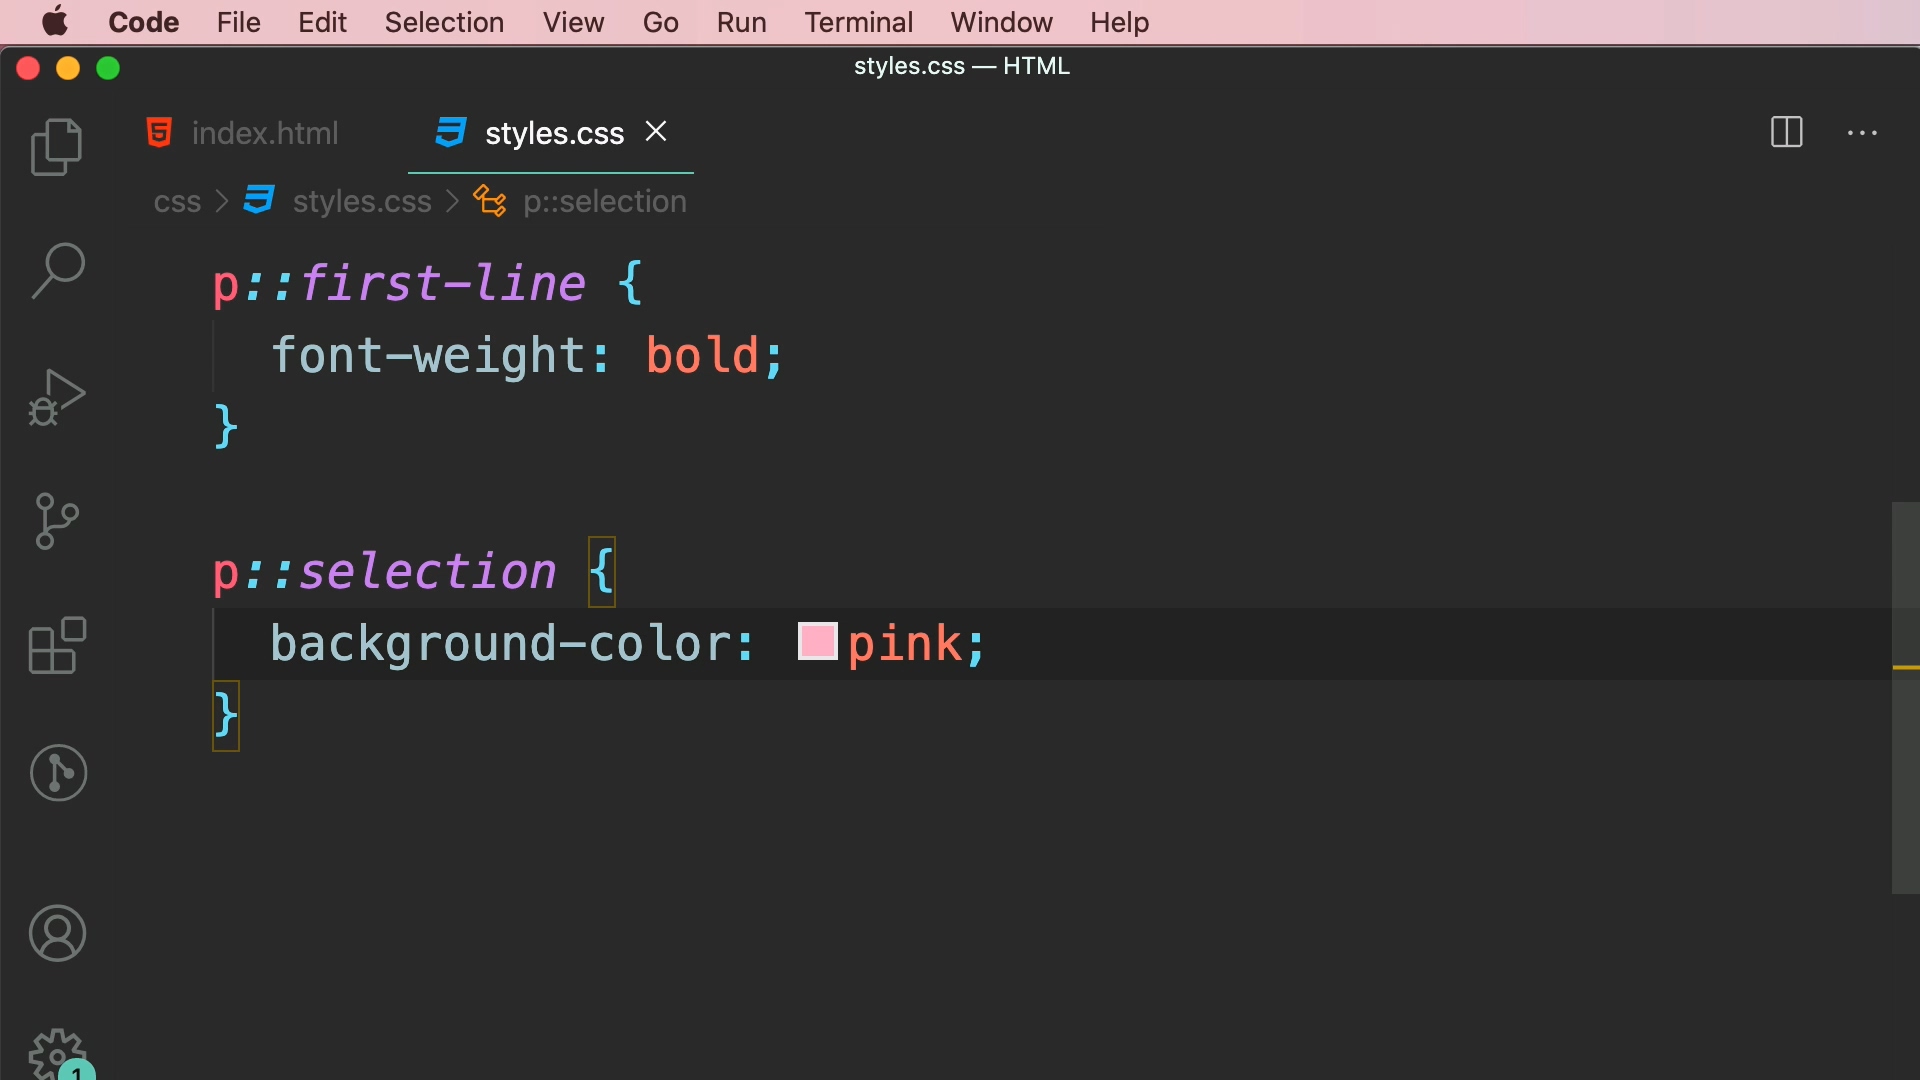 Code File Edit Selection View Go Run Terminal Window Help
styles.css — HTML
index.html styles.css
css > styles.css > p::selection
p::first-line {
font-weight: bold;
}
p::selection {
background-color: pink;
}
1